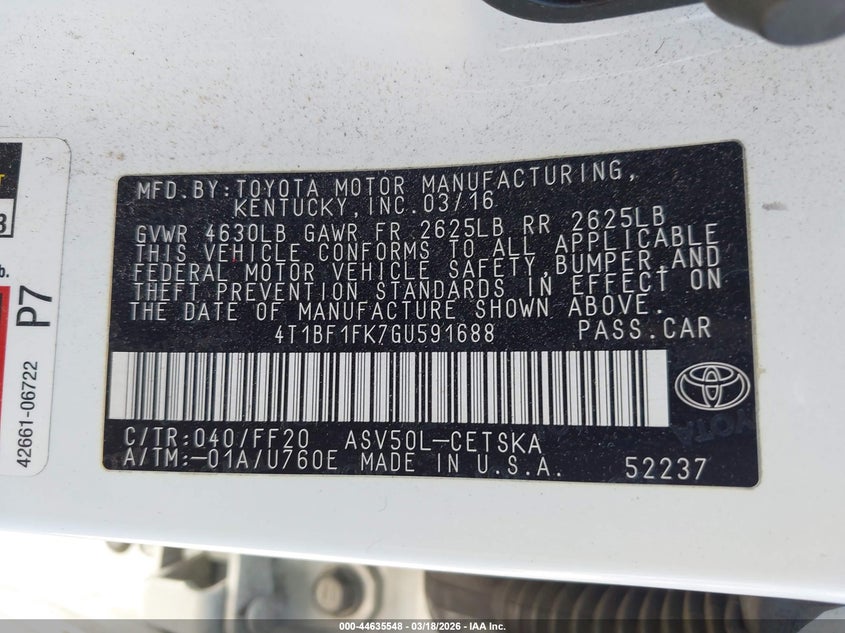 MFD.BY:TOYOTA MOTOR MANUFACTURING,
KENTUCKY,INC.03/16
GVWR 4630LB GAWR FR 2625LB RR 2625LB
THIS VEHICLE CONFORMS TO ALL APPLICABLE
FEDERAL MOTOR VEHICLE SAFETY,BUMPER,AND
THEFT PREVENTION STANDARDS IN EFFECT ON
THE DATE OF MANUFACTURE SHOWN ABOVE.
4T1BF1FK7GU591688 PASS.CAR
C/TR:040/FF20 ASV50L-CETSKA
A/TM:-01A/U760E MADE IN U.S.A. 52237
TOYOTA
P7
42661-06722
000-44635548 - 03/18/2026 - IAA Inc.